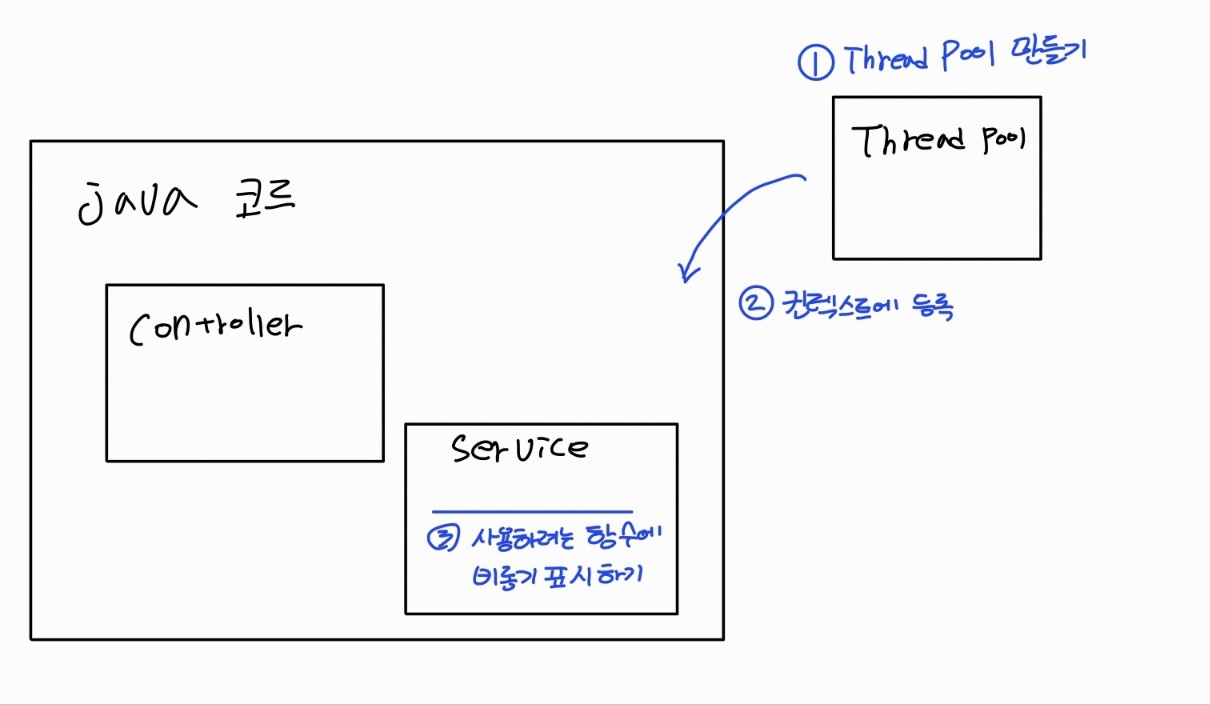 ① Thread Pool 만들기
Thread Pool
java 코드
② 컨텍스트에 등록
Controller
Service
③ 사용하려는 함수에
비동기 표시하기